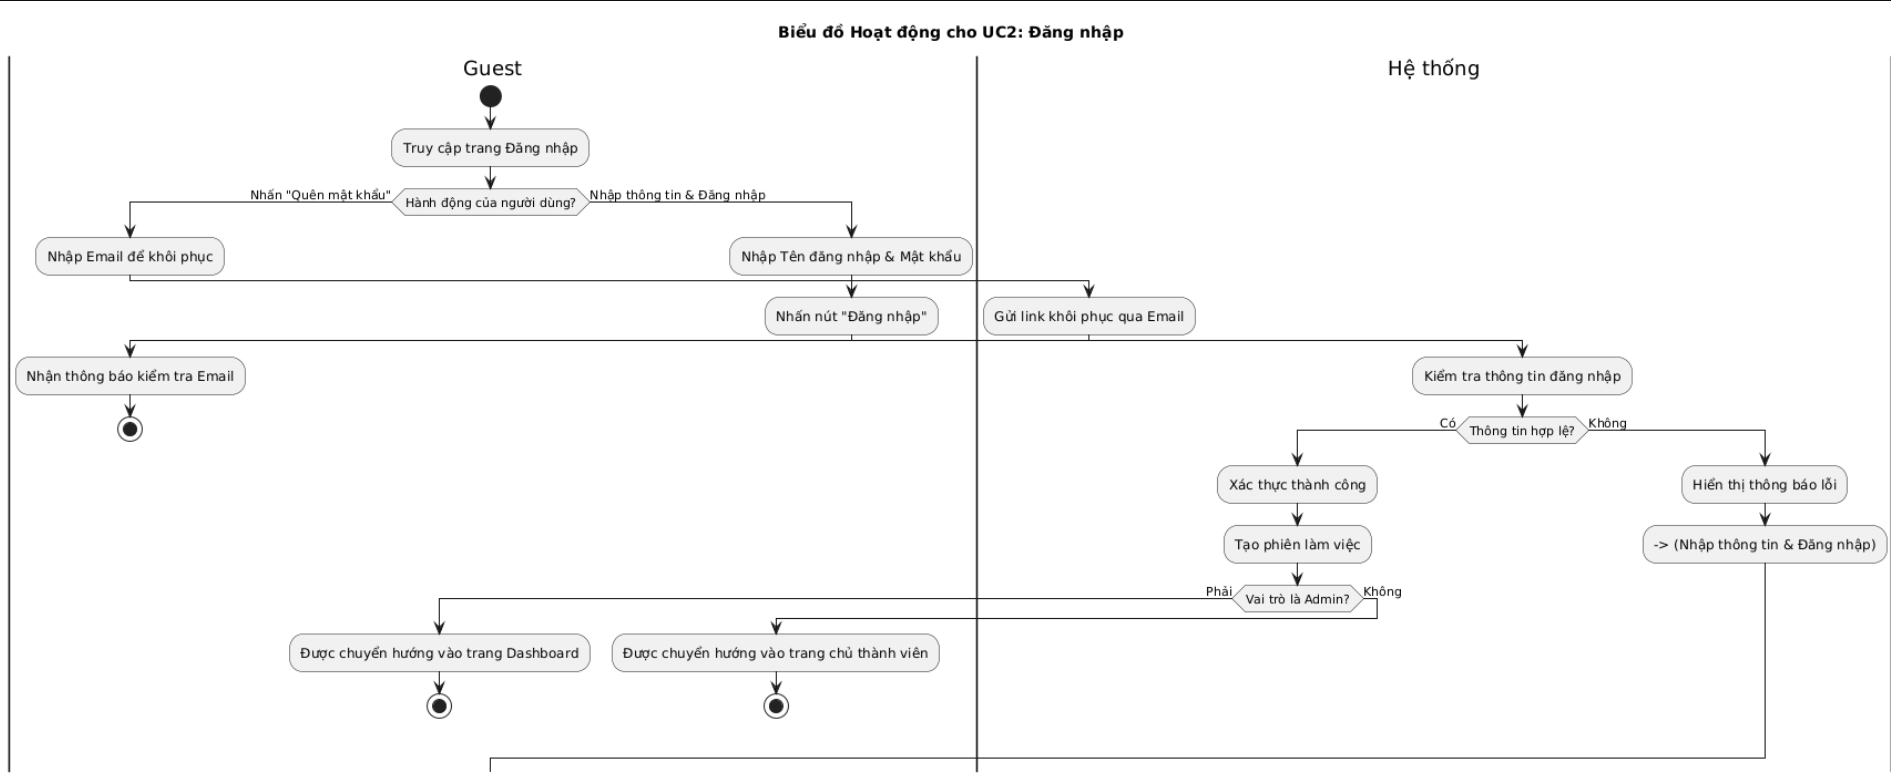 Biểu đồ Hoạt động cho UC2: Đăng nhập
Guest
Hệ thống
Truy cập trang Đăng nhập
Nhấn "Quên mật khẩu"
Hành động của người dùng?
Nhập thông tin & Đăng nhập
Nhập Email để khôi phục
Nhập Tên đăng nhập & Mật khẩu
Nhấn nút "Đăng nhập"
Gửi link khôi phục qua Email
Nhận thông báo kiểm tra Email
Kiểm tra thông tin đăng nhập
Có
Thông tin hợp lệ?
Không
Xác thực thành công
Hiển thị thông báo lỗi
Tạo phiên làm việc
-> (Nhập thông tin & Đăng nhập)
Phải
Vai trò là Admin?
Không
Được chuyển hướng vào trang Dashboard
Được chuyển hướng vào trang chủ thành viên